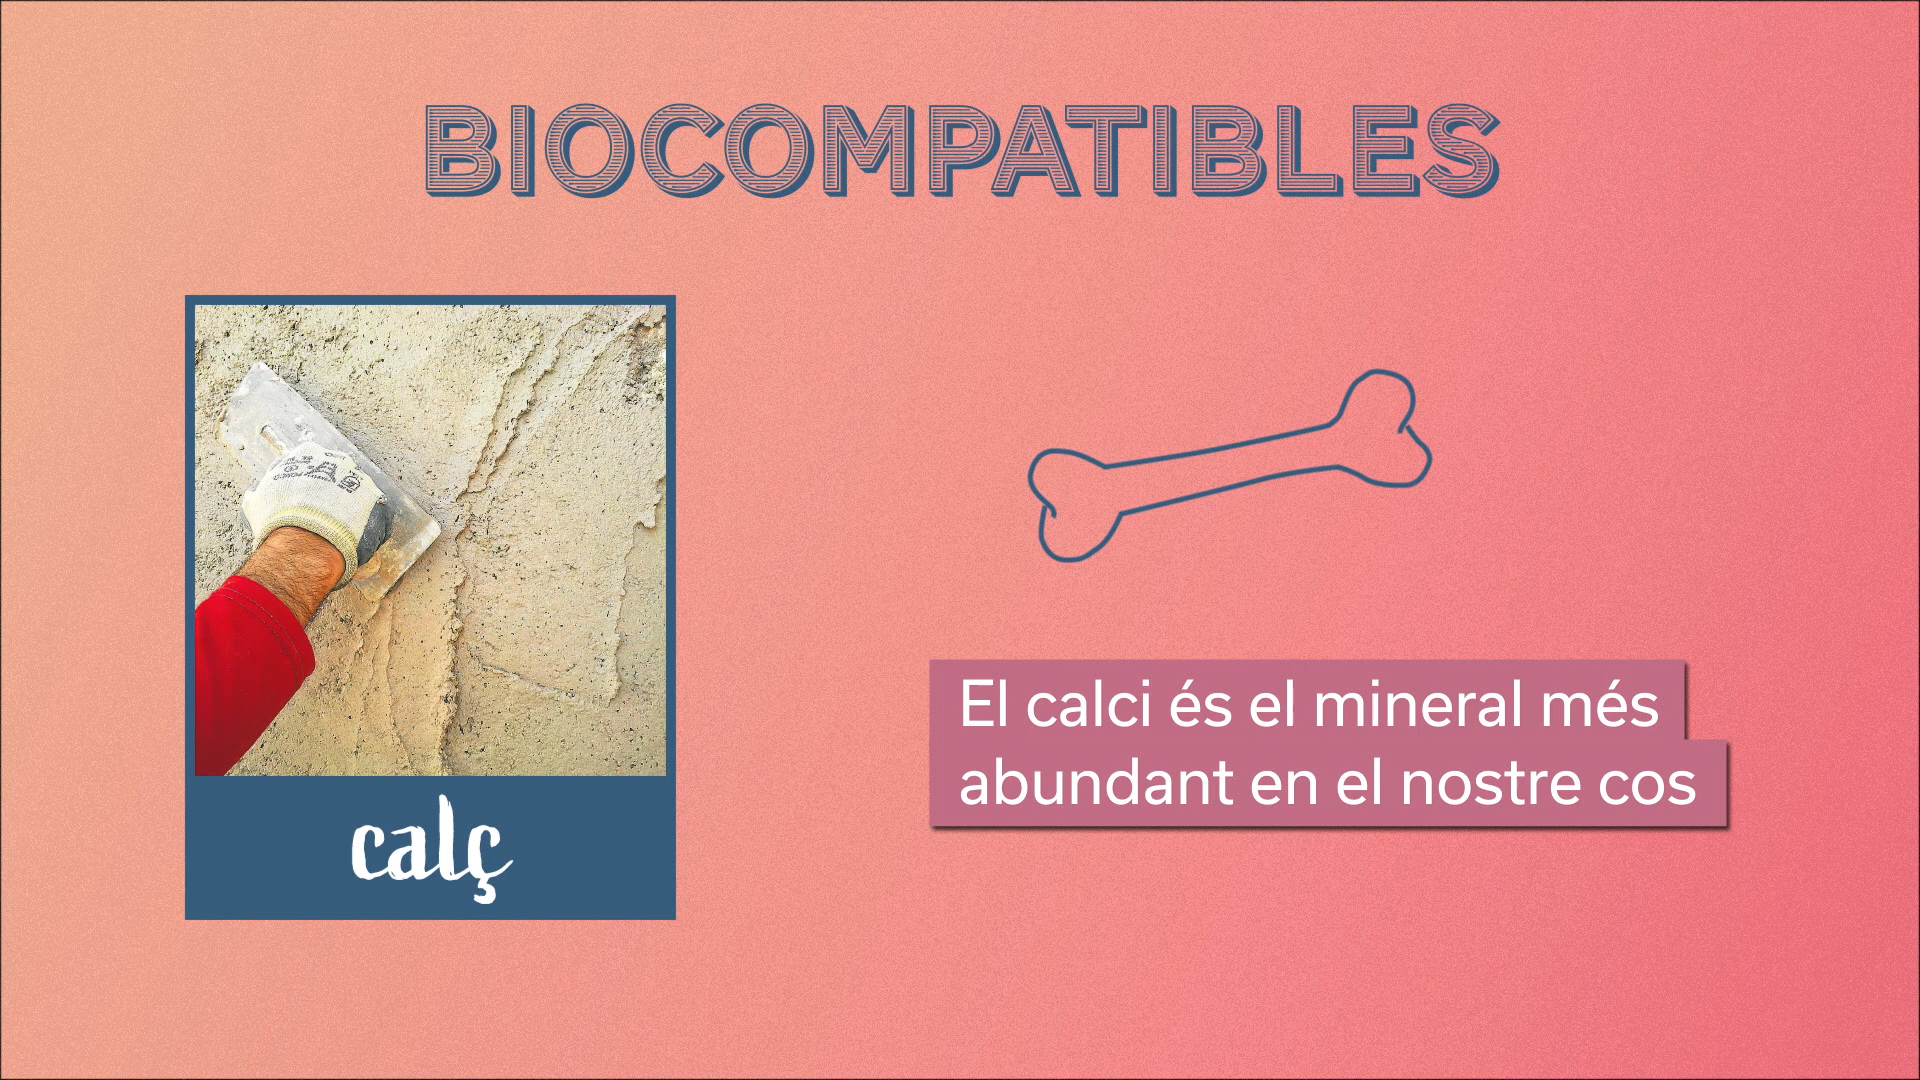 BIOCOMPATIBLES
calç
El calci és el mineral més
abundant en el nostre cos